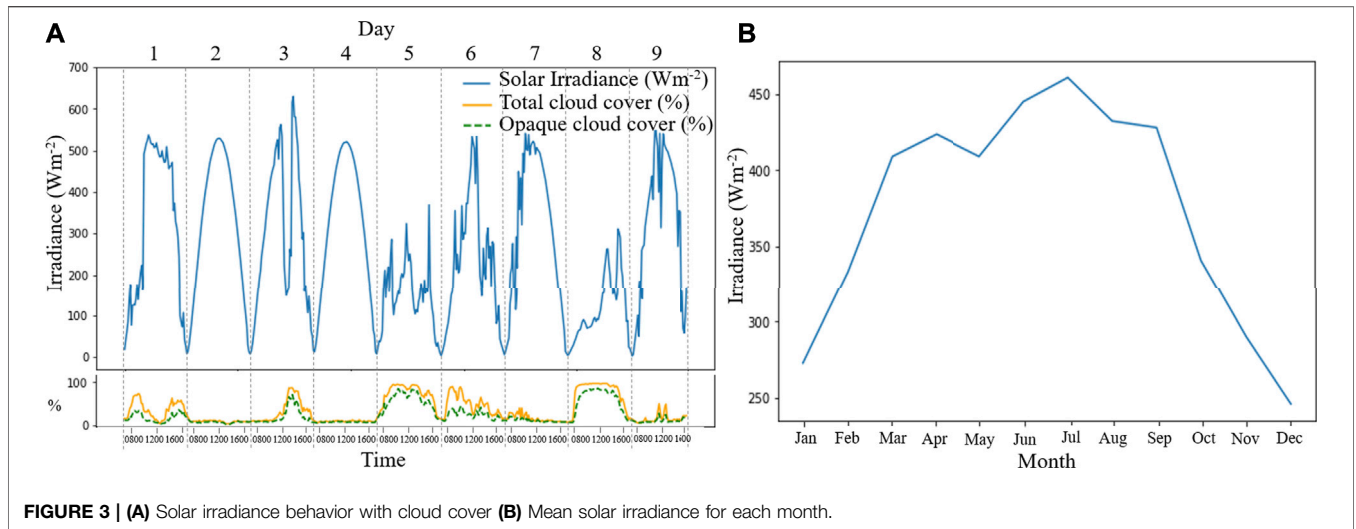 A
Day
1 2 3 4 5 6 7 8 9
700
600
500
400
300
200
100
0
Irradiance (Wm-2)
Solar Irradiance (Wm-2)
Total cloud cover (%)
Opaque cloud cover (%)
100
%
0
0800 1200 1600 0800 1200 1600 0800 1200 1600 0800 1200 1600 0800 1200 1600 0800 1200 1600 0800 1200 1600 0800 1200 1600 0800 1200 1400
Time
B
450
400
350
300
250
Irradiance (Wm-2)
Jan Feb Mar Apr May Jun Jul Aug Sep Oct Nov Dec
Month
FIGURE 3 | (A) Solar irradiance behavior with cloud cover (B) Mean solar irradiance for each month.